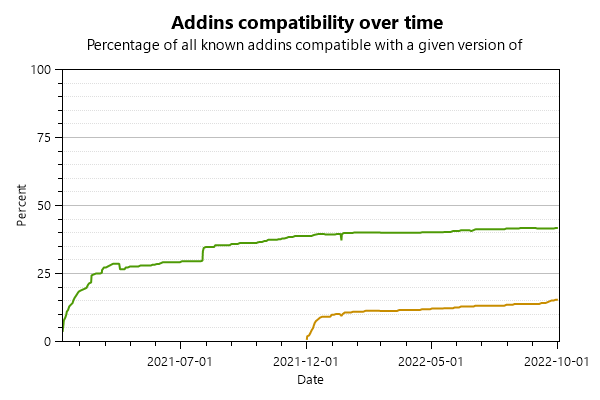 Addins compatibility over time
Percentage of all known addins compatible with a given version of
100
75
50
25
0
Percent
2021-07-01 2021-12-01 2022-05-01 2022-10-01
Date